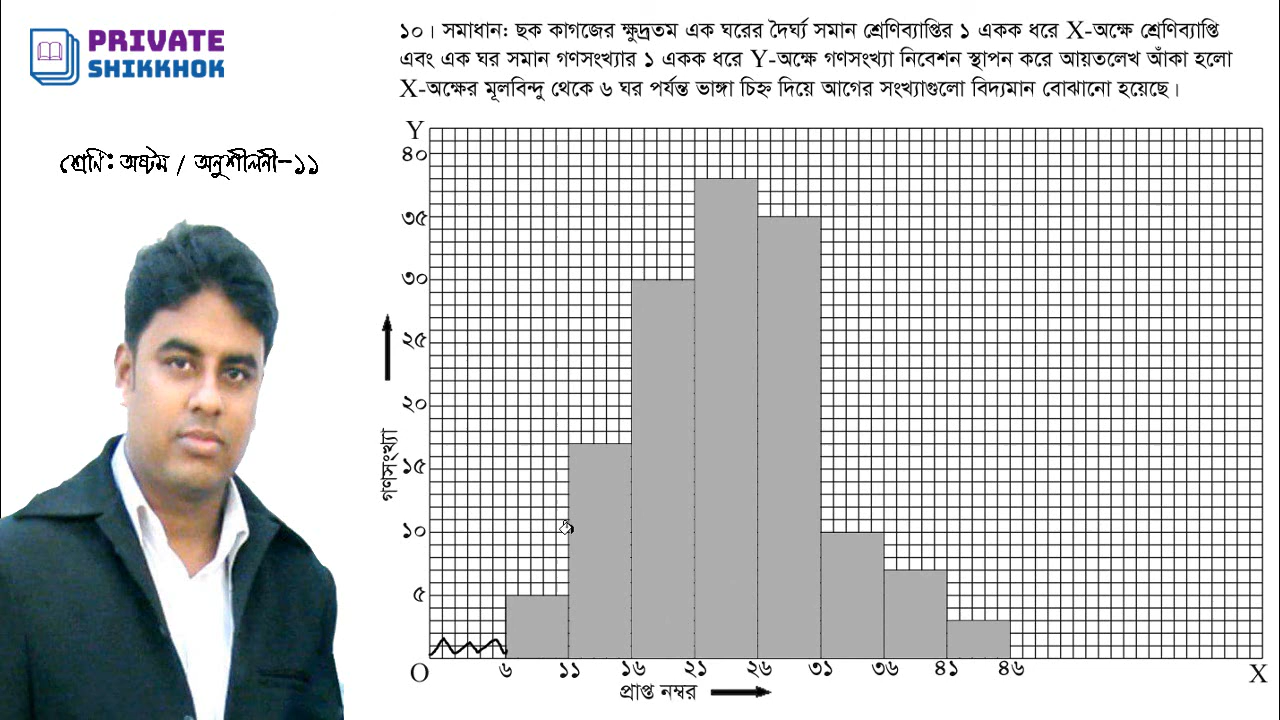 PRIVATE
SHIKKHOK
১০। সমাধান: ছক কাগজের ক্ষুদ্রতম এক ঘরের দৈর্ঘ্য সমান শ্রেণিব্যাপ্তির ১ একক ধরে X-অক্ষে শ্রেণিব্যাপ্তি
এবং এক ঘর সমান গণসংখ্যার ১ একক ধরে Y-অক্ষে গণসংখ্যা নিবেশন স্থাপন করে আয়তলেখ আঁকা হলো
X-অক্ষের মূলবিন্দু থেকে ৬ ঘর পর্যন্ত ভাঙ্গা চিহ্ন দিয়ে আগের সংখ্যাগুলো বিদ্যমান বোঝানো হয়েছে।
শ্রেণি: অষ্টম / অনুশীলনী-১১
Y
৪০
৩৫
৩০
২৫
২০
১৫
১০
৫
গণসংখ্যা
O ৬ ১১ ১৬ ২১ ২৬ ৩১ ৩৬ ৪১ ৪৬ X
প্রাপ্ত নম্বর